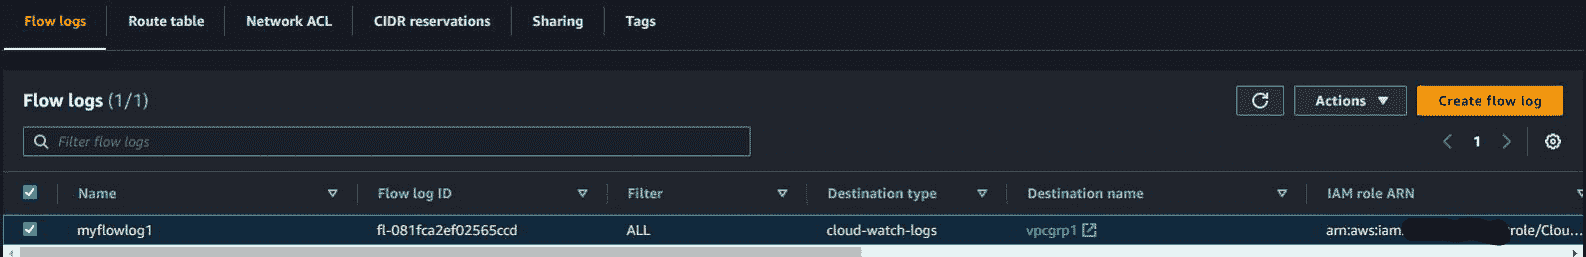 Flow logs Route table Network ACL CIDR reservations Sharing Tags
Flow logs (1/1) Actions Create flow log
Filter flow logs 1
Name Flow log ID Filter Destination type Destination name IAM role ARN
myflowlog1 fl-081fca2ef02565ccd ALL cloud-watch-logs vpcgrp1 arn:aws:iam. role/Clou...